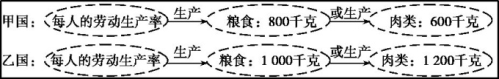 甲国：每人的劳动生产率 生产 粮食：800千克 或生产 肉类：600千克
乙国：每人的劳动生产率 生产 粮食：1 000千克 或生产 肉类：1 200千克